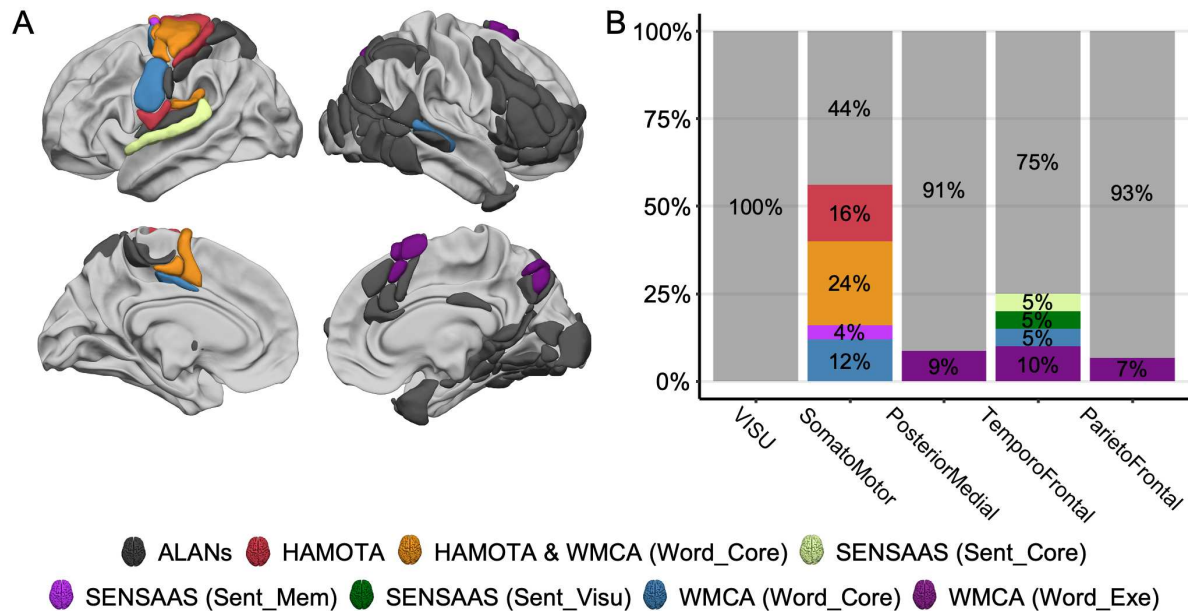 A
B
100%
75%
50%
25%
0%
100%
44%
16%
24%
4%
12%
91%
9%
75%
5%
5%
5%
10%
93%
7%
VISU
SomatoMotor
PosteriorMedial
TemporoFrontal
ParietoFrontal
ALANs HAMOTA HAMOTA & WMCA (Word_Core) SENSAAS (Sent_Core)
SENSAAS (Sent_Mem) SENSAAS (Sent_Visu) WMCA (Word_Core) WMCA (Word_Exe)